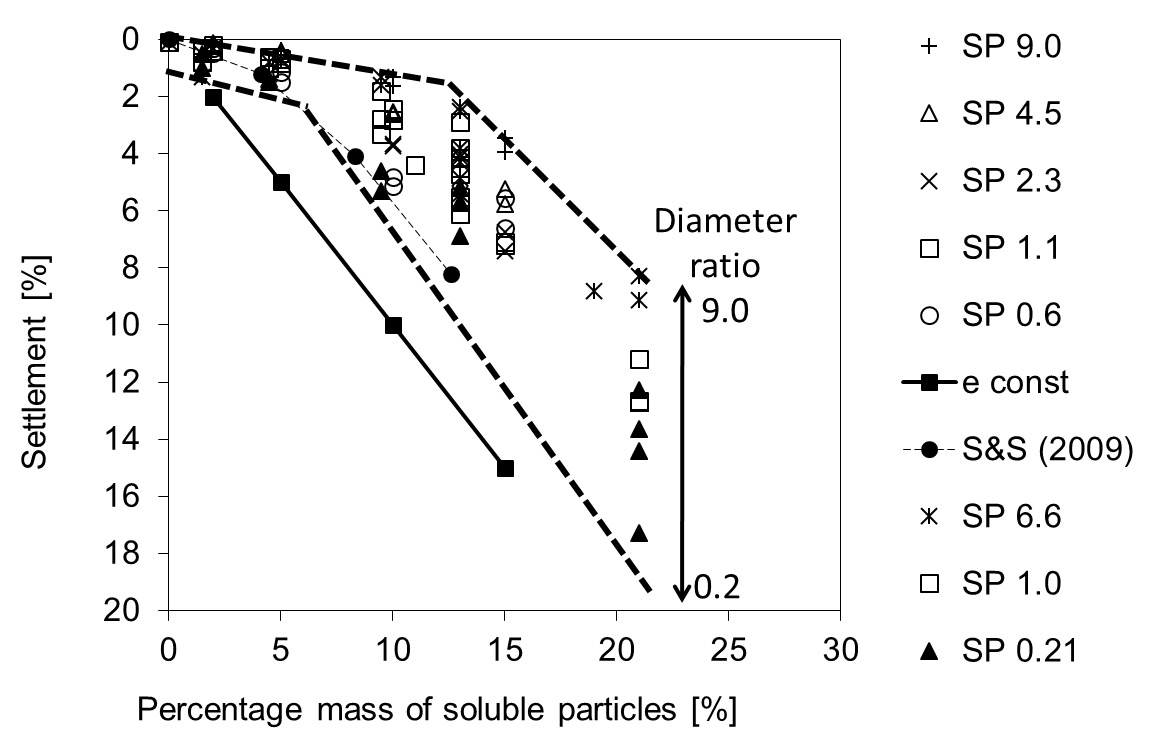 0
2
4
6
8
10
12
14
16
18
20
Settlement [%]
0 5 10 15 20 25 30
Percentage mass of soluble particles [%]
Diameter
ratio
9.0
0.2
SP 9.0
SP 4.5
SP 2.3
SP 1.1
SP 0.6
e const
S&S (2009)
SP 6.6
SP 1.0
SP 0.21